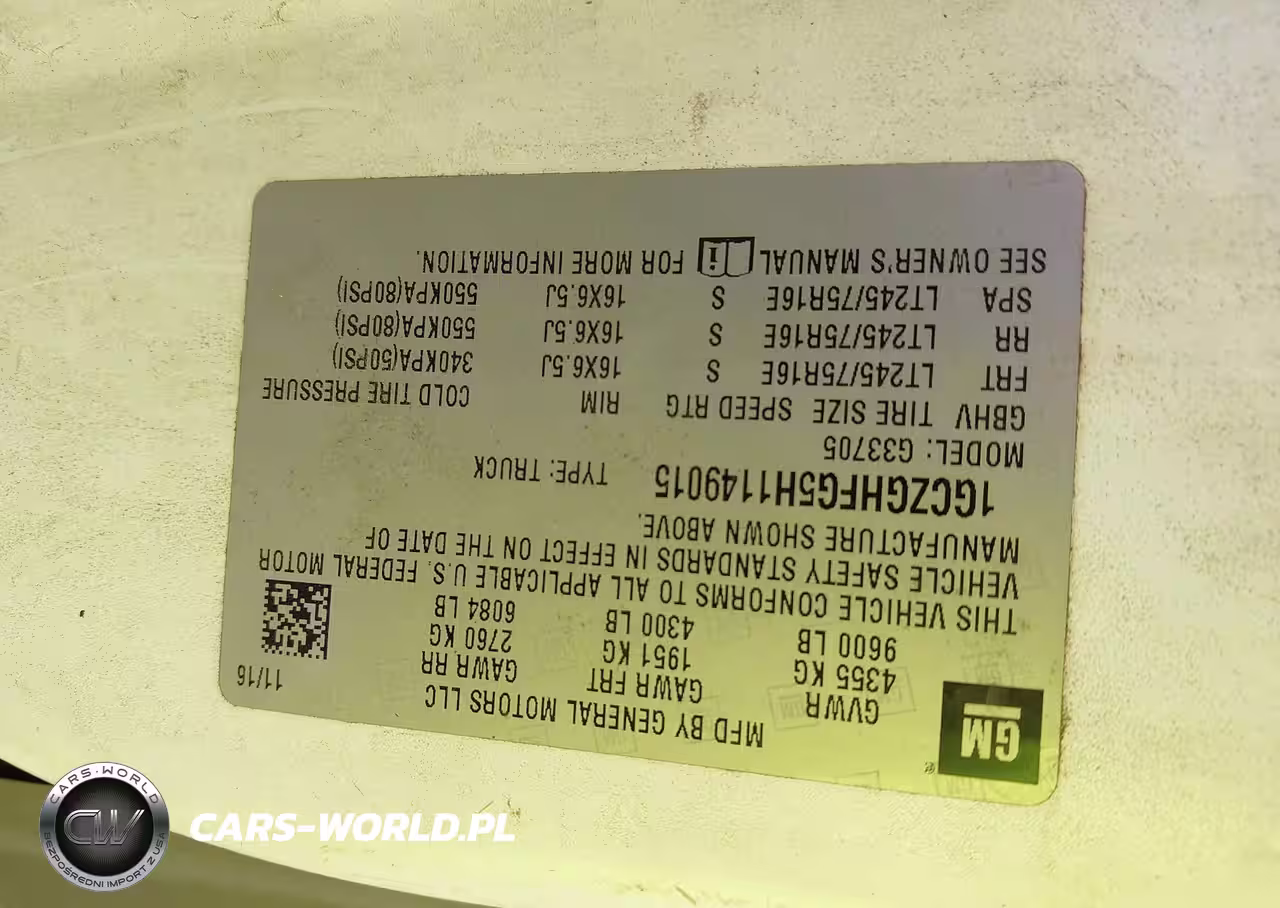 GM
MFD BY GENERAL MOTORS LLC
11/16
GVWR GAWR FRT GAWR RR
4355 KG 1951 KG 2760 KG
9600 LB 4300 LB 6084 LB
THIS VEHICLE CONFORMS TO ALL APPLICABLE U.S. FEDERAL MOTOR
VEHICLE SAFETY STANDARDS IN EFFECT ON THE DATE OF
MANUFACTURE SHOWN ABOVE.
1GCZGHFG5H1149015 TYPE: TRUCK
MODEL: G33705
GBHV TIRE SIZE SPEED RTG RIM COLD TIRE PRESSURE
FRT LT245/75R16E S 16X6.5J 340KPA(50PSI)
RR LT245/75R16E S 16X6.5J 550KPA(80PSI)
SPA LT245/75R16E S 16X6.5J 550KPA(80PSI)
SEE OWNER'S MANUAL FOR MORE INFORMATION.
CARS-WORLD
CW
BEZPOŚREDNI IMPORT Z USA
CARS-WORLD.PL